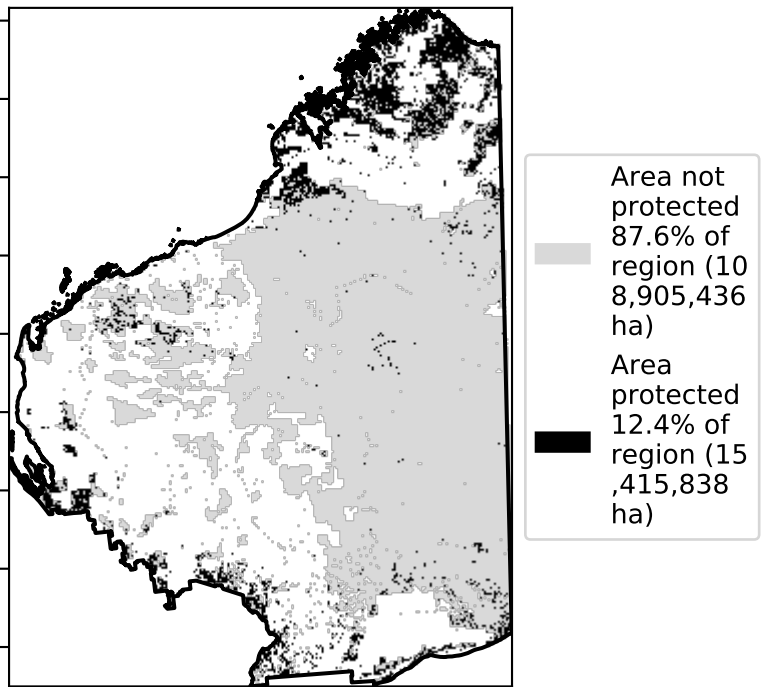 Area not
protected
87.6% of
region (10
8,905,436
ha)
Area
protected
12.4% of
region (15
,415,838
ha)